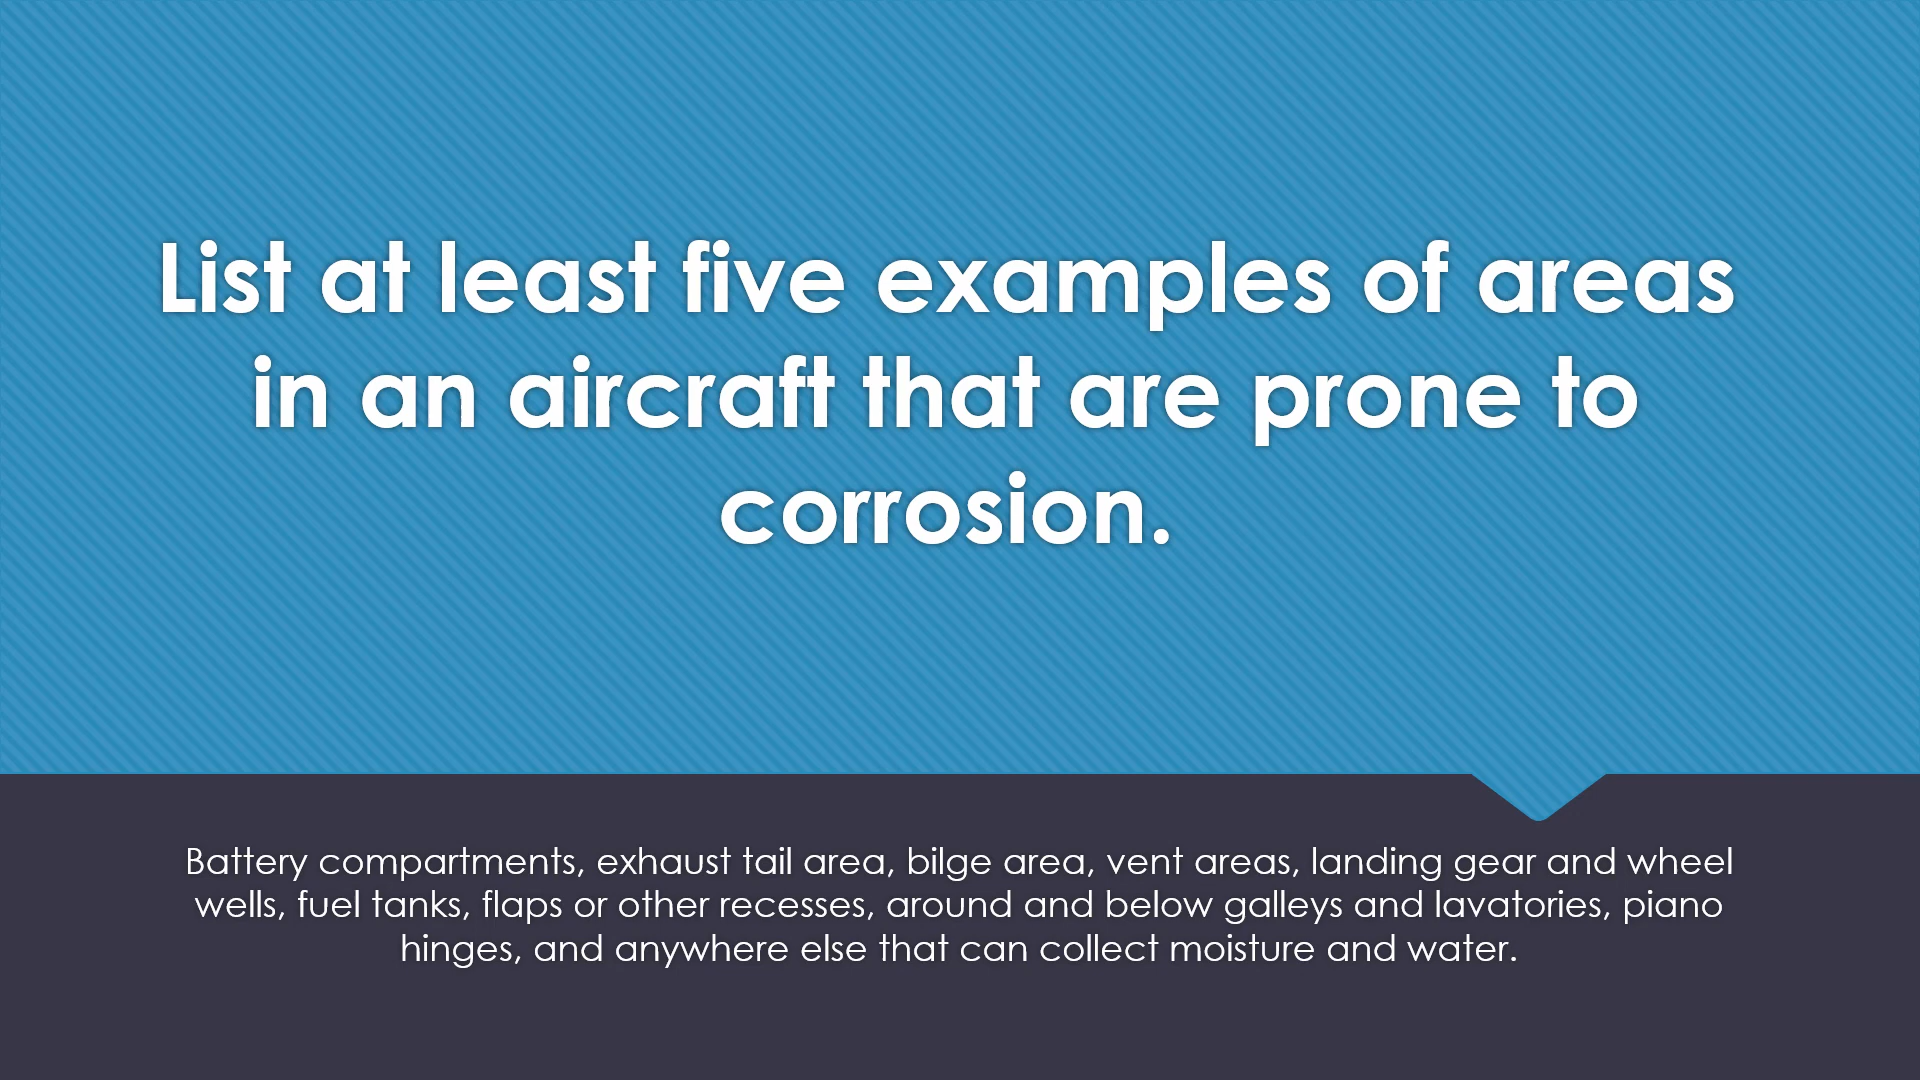 List at least five examples of areas
in an aircraft that are prone to
corrosion.
Battery compartments, exhaust tail area, bilge area, vent areas, landing gear and wheel
wells, fuel tanks, flaps or other recesses, around and below galleys and lavatories, piano
hinges, and anywhere else that can collect moisture and water.